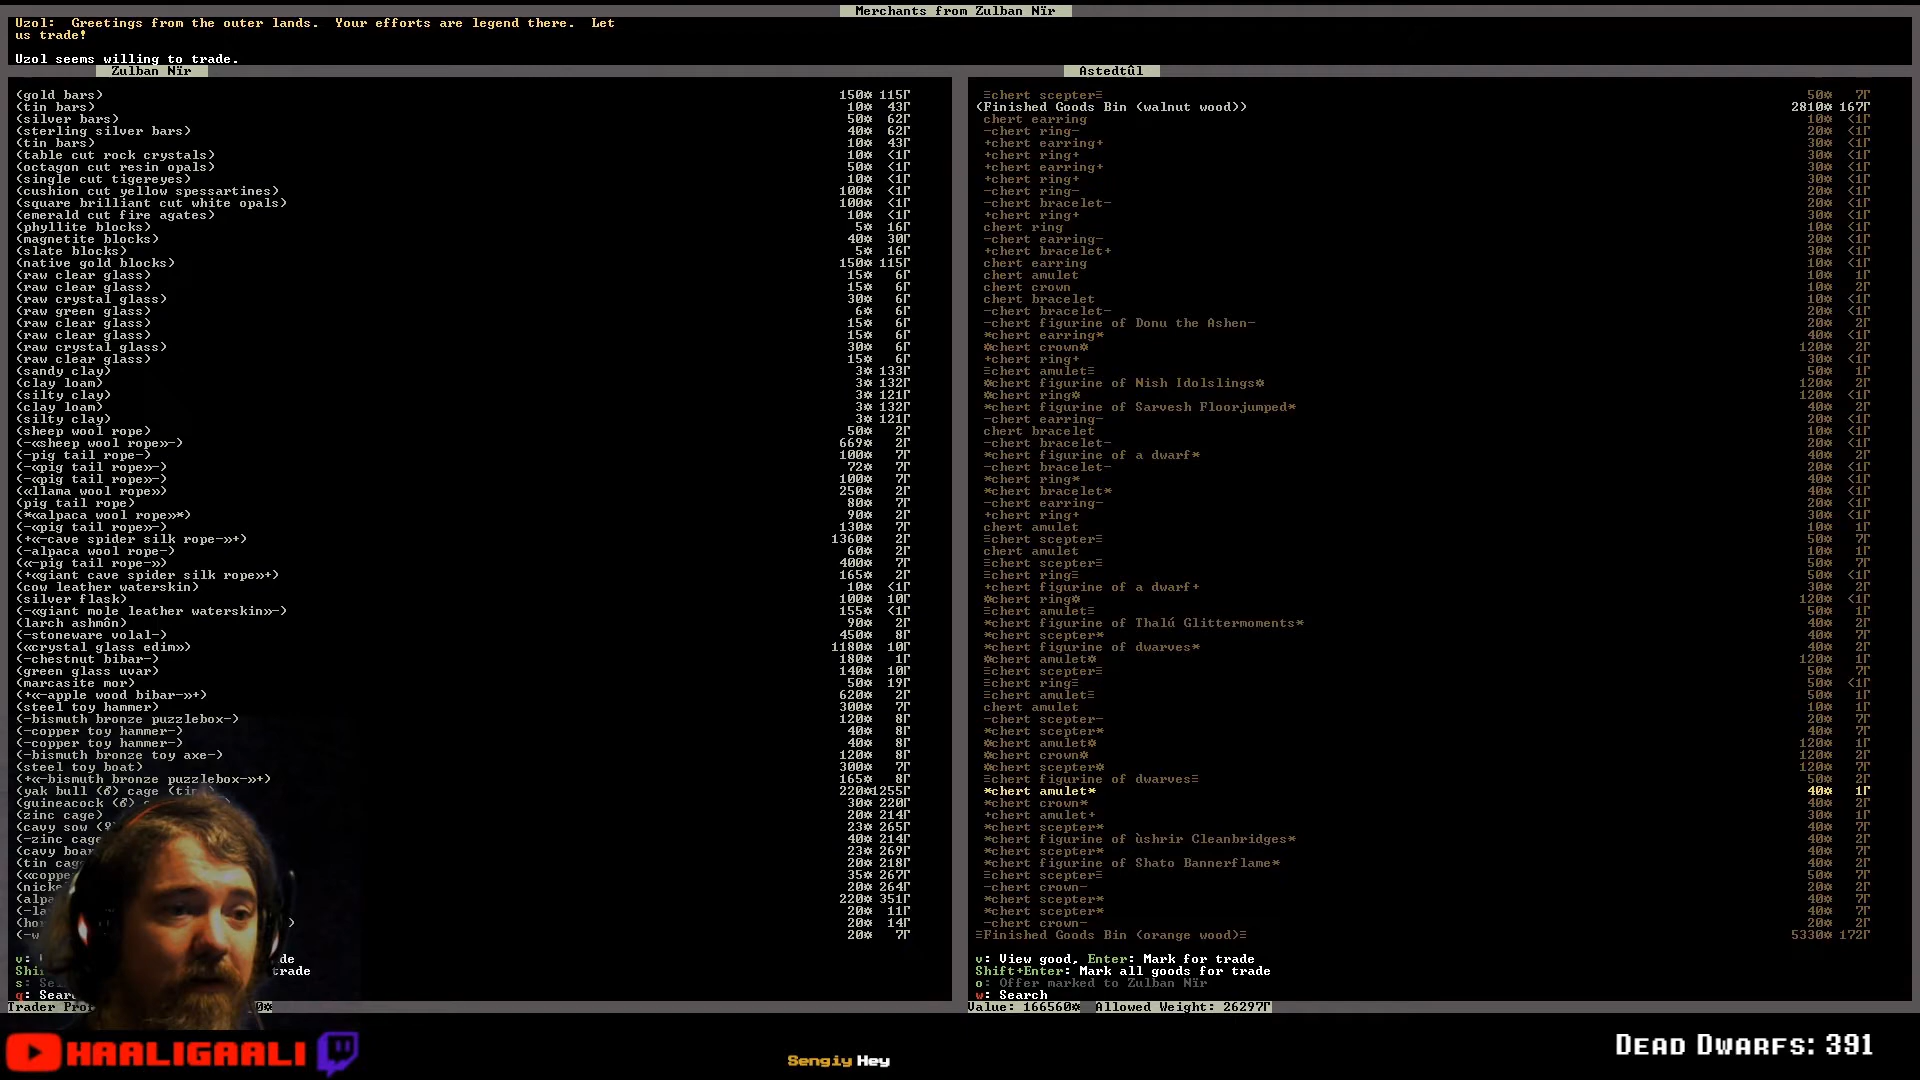 Merchants from Zulban Nïr
Uzol:  Greetings from the outer lands.  Your efforts are legend there.  Let
us trade!
Uzol seems willing to trade.
Zulban Nïr
(gold bars) 150☼ 115Γ
(tin bars) 10☼ 43Γ
(silver bars) 50☼ 62Γ
(sterling silver bars) 40☼ 62Γ
(tin bars) 10☼ 43Γ
(table cut rock crystals) 10☼ <1Γ
(octagon cut resin opals) 50☼ <1Γ
(single cut tigereyes) 10☼ <1Γ
(cushion cut yellow spessartines) 100☼ <1Γ
(square brilliant cut white opals) 100☼ <1Γ
(emerald cut fire agates) 10☼ <1Γ
(phyllite blocks) 5☼ 16Γ
(magnetite blocks) 40☼ 30Γ
(slate blocks) 5☼ 16Γ
(native gold blocks) 150☼ 115Γ
(raw clear glass) 15☼ 6Γ
(raw clear glass) 15☼ 6Γ
(raw crystal glass) 30☼ 6Γ
(raw green glass) 6☼ 6Γ
(raw clear glass) 15☼ 6Γ
(raw clear glass) 15☼ 6Γ
(raw crystal glass) 30☼ 6Γ
(raw clear glass) 15☼ 6Γ
(sandy clay) 3☼ 133Γ
(clay loam) 3☼ 132Γ
(silty clay) 3☼ 121Γ
(clay loam) 3☼ 132Γ
(silty clay) 3☼ 121Γ
(sheep wool rope) 50☼ 2Γ
(-«sheep wool rope»-) 669☼ 2Γ
(-pig tail rope-) 100☼ 7Γ
(-«pig tail rope»-) 72☼ 7Γ
(-«pig tail rope»-) 100☼ 7Γ
(«llama wool rope») 250☼ 2Γ
(pig tail rope) 80☼ 7Γ
(*«alpaca wool rope»*) 90☼ 2Γ
(-«pig tail rope»-) 130☼ 7Γ
(+«-cave spider silk rope-»+) 1360☼ 2Γ
(-alpaca wool rope-) 60☼ 2Γ
(«-pig tail rope-») 400☼ 7Γ
(+«giant cave spider silk rope»+) 165☼ 2Γ
(cow leather waterskin) 10☼ <1Γ
(silver flask) 100☼ 10Γ
(-«giant mole leather waterskin»-) 155☼ <1Γ
(larch ashmôn) 90☼ 2Γ
(-stoneware volal-) 450☼ 8Γ
(«crystal glass edim») 1180☼ 10Γ
(-chestnut bibar-) 180☼ 1Γ
(green glass uvar) 140☼ 10Γ
(marcasite mor) 50☼ 19Γ
(+«-apple wood bibar-»+) 620☼ 2Γ
(steel toy hammer) 300☼ 7Γ
(-bismuth bronze puzzlebox-) 120☼ 8Γ
(-copper toy hammer-) 40☼ 8Γ
(-copper toy hammer-) 40☼ 8Γ
(-bismuth bronze toy axe-) 120☼ 8Γ
(steel toy boat) 300☼ 7Γ
(+«-bismuth bronze puzzlebox-»+) 165☼ 8Γ
(yak bull (♂) cage (tin 220☼1255Γ
(guineacock (♂) 30☼ 220Γ
(zinc cage) 20☼ 214Γ
(cavy sow 23☼ 265Γ
(-zinc cage 40☼ 214Γ
(cavy boar 23☼ 269Γ
(tin cag 20☼ 218Γ
(«coppe 35☼ 267Γ
(nicke 20☼ 264Γ
(alpa 220☼ 351Γ
(-la 20☼ 11Γ
(hor ) 20☼ 14Γ
(-w 20☼ 7Γ
v: de
Shi trade
s: Se
q: Sear
Trader Pro 0☼
Astedtûl
≡chert scepter≡ 50☼ 7Γ
(Finished Goods Bin (walnut wood)) 2810☼ 167Γ
chert earring 10☼ <1Γ
-chert ring- 20☼ <1Γ
+chert earring+ 30☼ <1Γ
+chert ring+ 30☼ <1Γ
+chert earring+ 30☼ <1Γ
+chert ring+ 30☼ <1Γ
-chert ring- 20☼ <1Γ
-chert bracelet- 20☼ <1Γ
+chert ring+ 30☼ <1Γ
chert ring 10☼ <1Γ
-chert earring- 20☼ <1Γ
+chert bracelet+ 30☼ <1Γ
chert earring 10☼ <1Γ
chert amulet 10☼ 1Γ
chert crown 10☼ 2Γ
chert bracelet 10☼ <1Γ
-chert bracelet- 20☼ <1Γ
-chert figurine of Donu the Ashen- 20☼ 2Γ
*chert earring* 40☼ <1Γ
☼chert crown☼ 120☼ 2Γ
+chert ring+ 30☼ <1Γ
≡chert amulet≡ 50☼ 1Γ
☼chert figurine of Nish Idolslings☼ 120☼ 2Γ
☼chert ring☼ 120☼ <1Γ
*chert figurine of Sarvesh Floorjumped* 40☼ 2Γ
-chert earring- 20☼ <1Γ
chert bracelet 10☼ <1Γ
-chert bracelet- 20☼ <1Γ
*chert figurine of a dwarf* 40☼ 2Γ
-chert bracelet- 20☼ <1Γ
*chert ring* 40☼ <1Γ
*chert bracelet* 40☼ <1Γ
-chert earring- 20☼ <1Γ
+chert ring+ 30☼ <1Γ
chert amulet 10☼ 1Γ
≡chert scepter≡ 50☼ 7Γ
chert amulet 10☼ 1Γ
≡chert scepter≡ 50☼ 7Γ
≡chert ring≡ 50☼ <1Γ
+chert figurine of a dwarf+ 30☼ 2Γ
☼chert ring☼ 120☼ <1Γ
≡chert amulet≡ 50☼ 1Γ
*chert figurine of Thalú Glittermoments* 40☼ 2Γ
*chert scepter* 40☼ 7Γ
*chert figurine of dwarves* 40☼ 2Γ
☼chert amulet☼ 120☼ 1Γ
≡chert scepter≡ 50☼ 7Γ
≡chert ring≡ 50☼ <1Γ
≡chert amulet≡ 50☼ 1Γ
chert amulet 10☼ 1Γ
-chert scepter- 20☼ 7Γ
*chert scepter* 40☼ 7Γ
☼chert amulet☼ 120☼ 1Γ
☼chert crown☼ 120☼ 2Γ
☼chert scepter☼ 120☼ 7Γ
≡chert figurine of dwarves≡ 50☼ 2Γ
*chert amulet* 40☼ 1Γ
*chert crown* 40☼ 2Γ
+chert amulet+ 30☼ 1Γ
*chert scepter* 40☼ 7Γ
*chert figurine of ùshrir Cleanbridges* 40☼ 2Γ
*chert scepter* 40☼ 7Γ
*chert figurine of Shato Bannerflame* 40☼ 2Γ
≡chert scepter≡ 50☼ 7Γ
-chert crown- 20☼ 2Γ
*chert scepter* 40☼ 7Γ
*chert scepter* 40☼ 7Γ
-chert crown- 20☼ 2Γ
≡Finished Goods Bin (orange wood)≡ 5330☼ 172Γ
v: View good, Enter: Mark for trade
Shift+Enter: Mark all goods for trade
o: Offer marked to Zulban Nïr
w: Search
Value: 166560☼  Allowed Weight: 26297Γ
HAALIGAALI
Sengiy Hey
DEAD DWARFS: 391